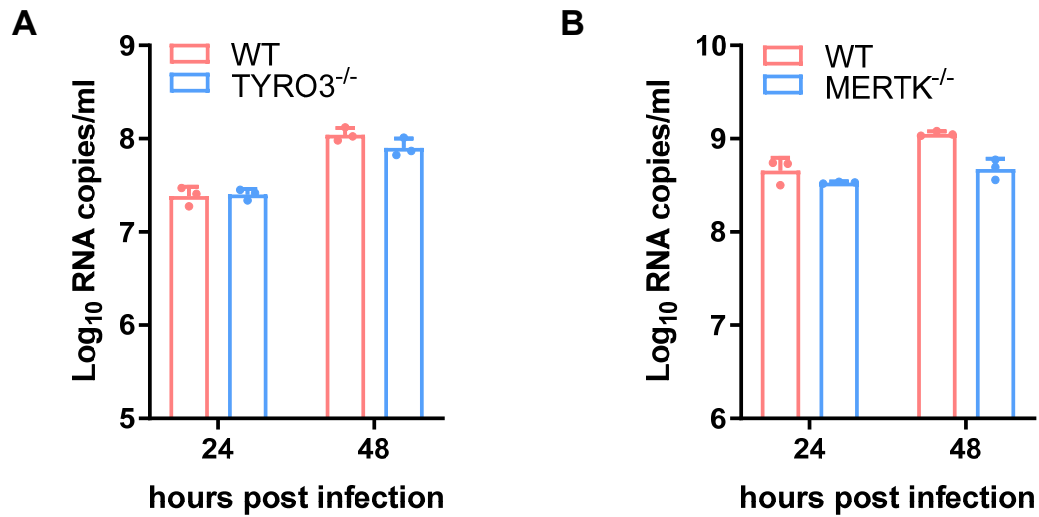 A
Log10 RNA copies/ml
9
8
7
6
5
WT
TYRO3-/-
24
48
hours post infection
B
Log10 RNA copies/ml
10
9
8
7
6
WT
MERTK-/-
24
48
hours post infection